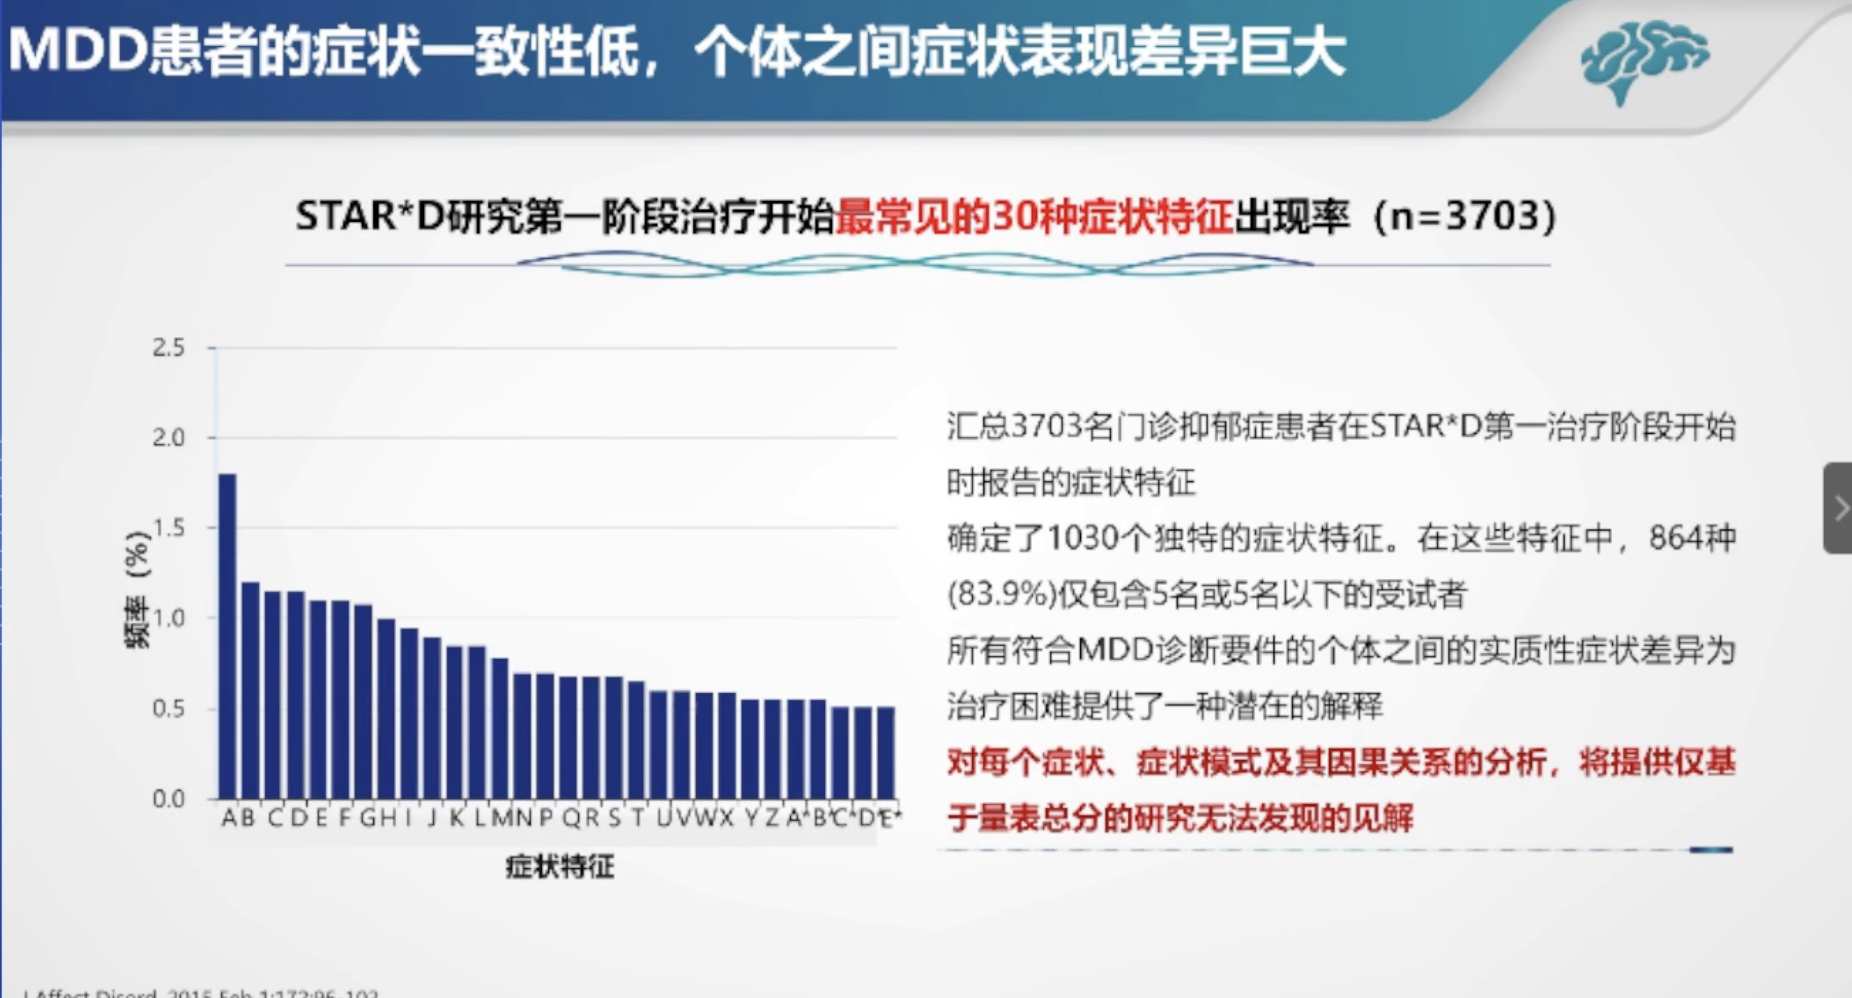 MDD患者的症状一致性低，个体之间症状表现差异巨大
STAR*D研究第一阶段治疗开始最常见的30种症状特征出现率（n=3703）
2.5
2.0
1.5
1.0
0.5
0.0
频率（%）
A B C D E F G H I J K L M N P Q R S T U V W X Y Z A* B* C* D* E*
症状特征
汇总3703名门诊抑郁症患者在STAR*D第一治疗阶段开始
时报告的症状特征
确定了1030个独特的症状特征。在这些特征中，864种
(83.9%)仅包含5名或5名以下的受试者
所有符合MDD诊断要件的个体之间的实质性症状差异为
治疗困难提供了一种潜在的解释
对每个症状、症状模式及其因果关系的分析，将提供仅基
于量表总分的研究无法发现的见解
J Affect Disord. 2015 Feb 1;172:96-102